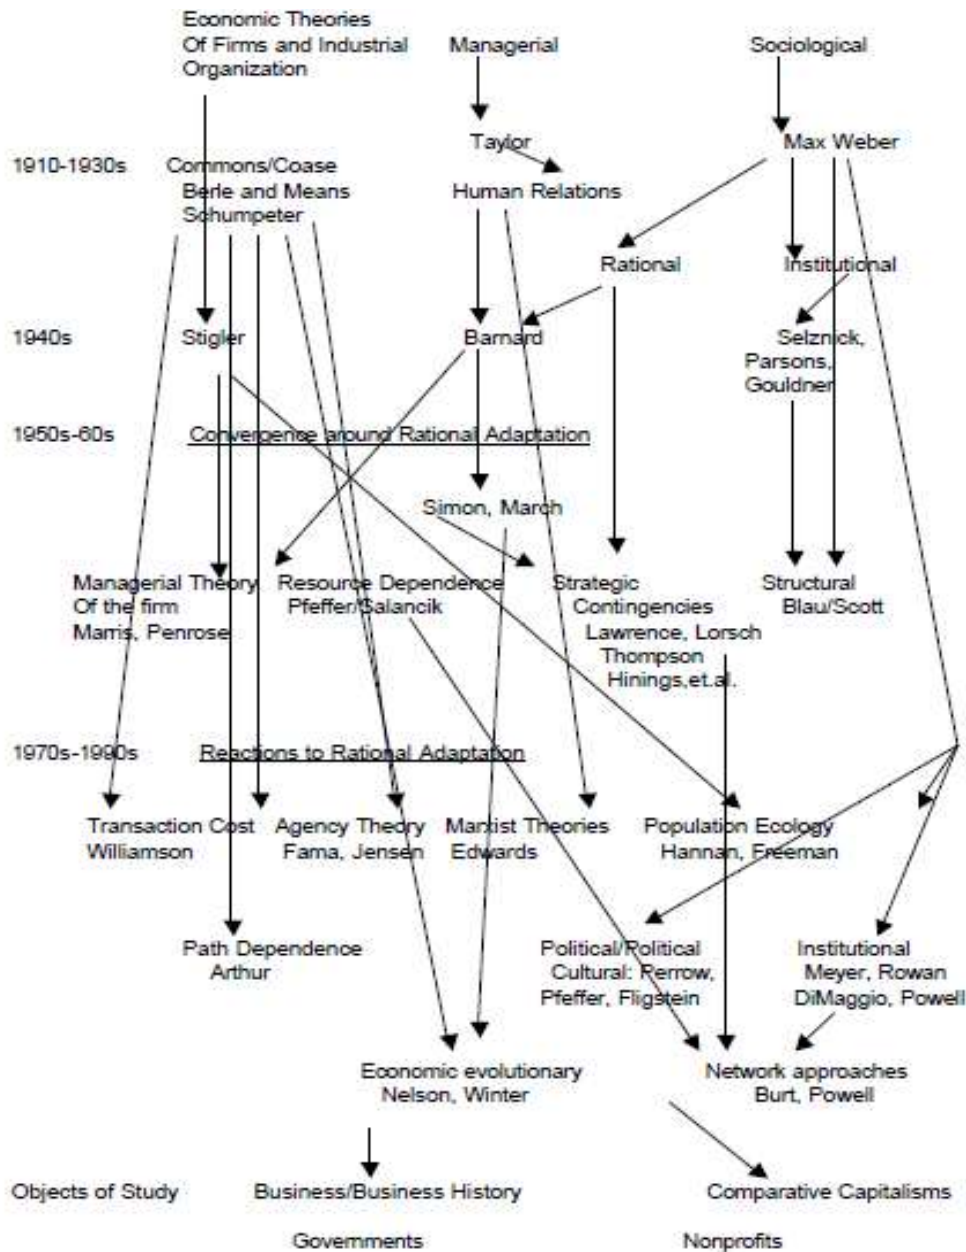 Economic Theories
Of Firms and Industrial Managerial Sociological
Organization
Taylor Max Weber
1910-1930s Commons/Coase
Berle and Means Human Relations
Schumpeter
Rational Institutional
1940s Stigler Barnard Selznick,
Parsons,
Gouldner
1950s-60s Convergence around Rational Adaptation
Simon, March
Managerial Theory Resource Dependence Strategic Structural
Of the firm Pfeffer/Salancik Contingencies Blau/Scott
Marris, Penrose Lawrence, Lorsch
Thompson
Hinings,et.al.
1970s-1990s Reactions to Rational Adaptation
Transaction Cost Agency Theory Marxist Theories Population Ecology
Williamson Fama, Jensen Edwards Hannan, Freeman
Path Dependence Political/Political Institutional
Arthur Cultural: Perrow, Meyer, Rowan
Pfeffer, Fligstein DiMaggio, Powell
Economic evolutionary Network approaches
Nelson, Winter Burt, Powell
Objects of Study Business/Business History Comparative Capitalisms
Governments Nonprofits